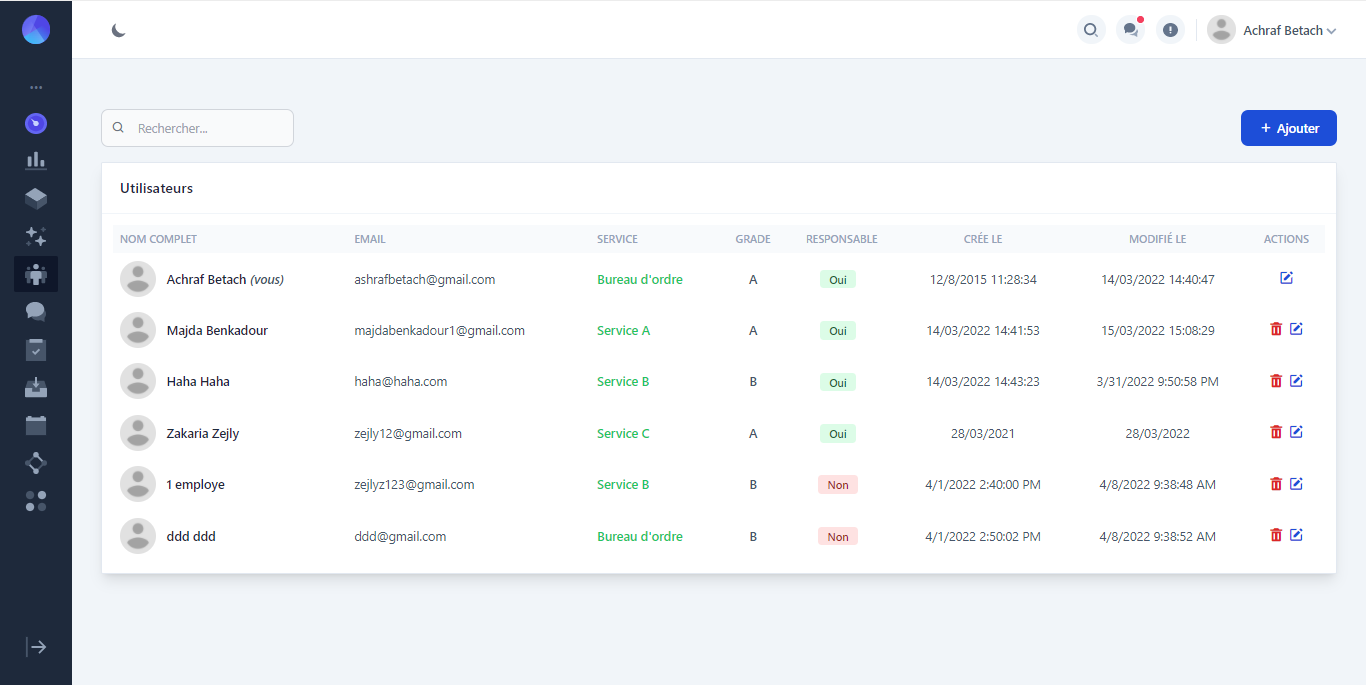 Achraf Betach
Rechercher...
+ Ajouter
Utilisateurs
NOM COMPLET EMAIL SERVICE GRADE RESPONSABLE CRÉE LE MODIFIÉ LE ACTIONS
Achraf Betach (vous) ashrafbetach@gmail.com Bureau d'ordre A Oui 12/8/2015 11:28:34 14/03/2022 14:40:47
Majda Benkadour majdabenkadour1@gmail.com Service A A Oui 14/03/2022 14:41:53 15/03/2022 15:08:29
Haha Haha haha@haha.com Service B B Oui 14/03/2022 14:43:23 3/31/2022 9:50:58 PM
Zakaria Zejly zejly12@gmail.com Service C A Oui 28/03/2021 28/03/2022
1 employe zejlyz123@gmail.com Service B B Non 4/1/2022 2:40:00 PM 4/8/2022 9:38:48 AM
ddd ddd ddd@gmail.com Bureau d'ordre B Non 4/1/2022 2:50:02 PM 4/8/2022 9:38:52 AM